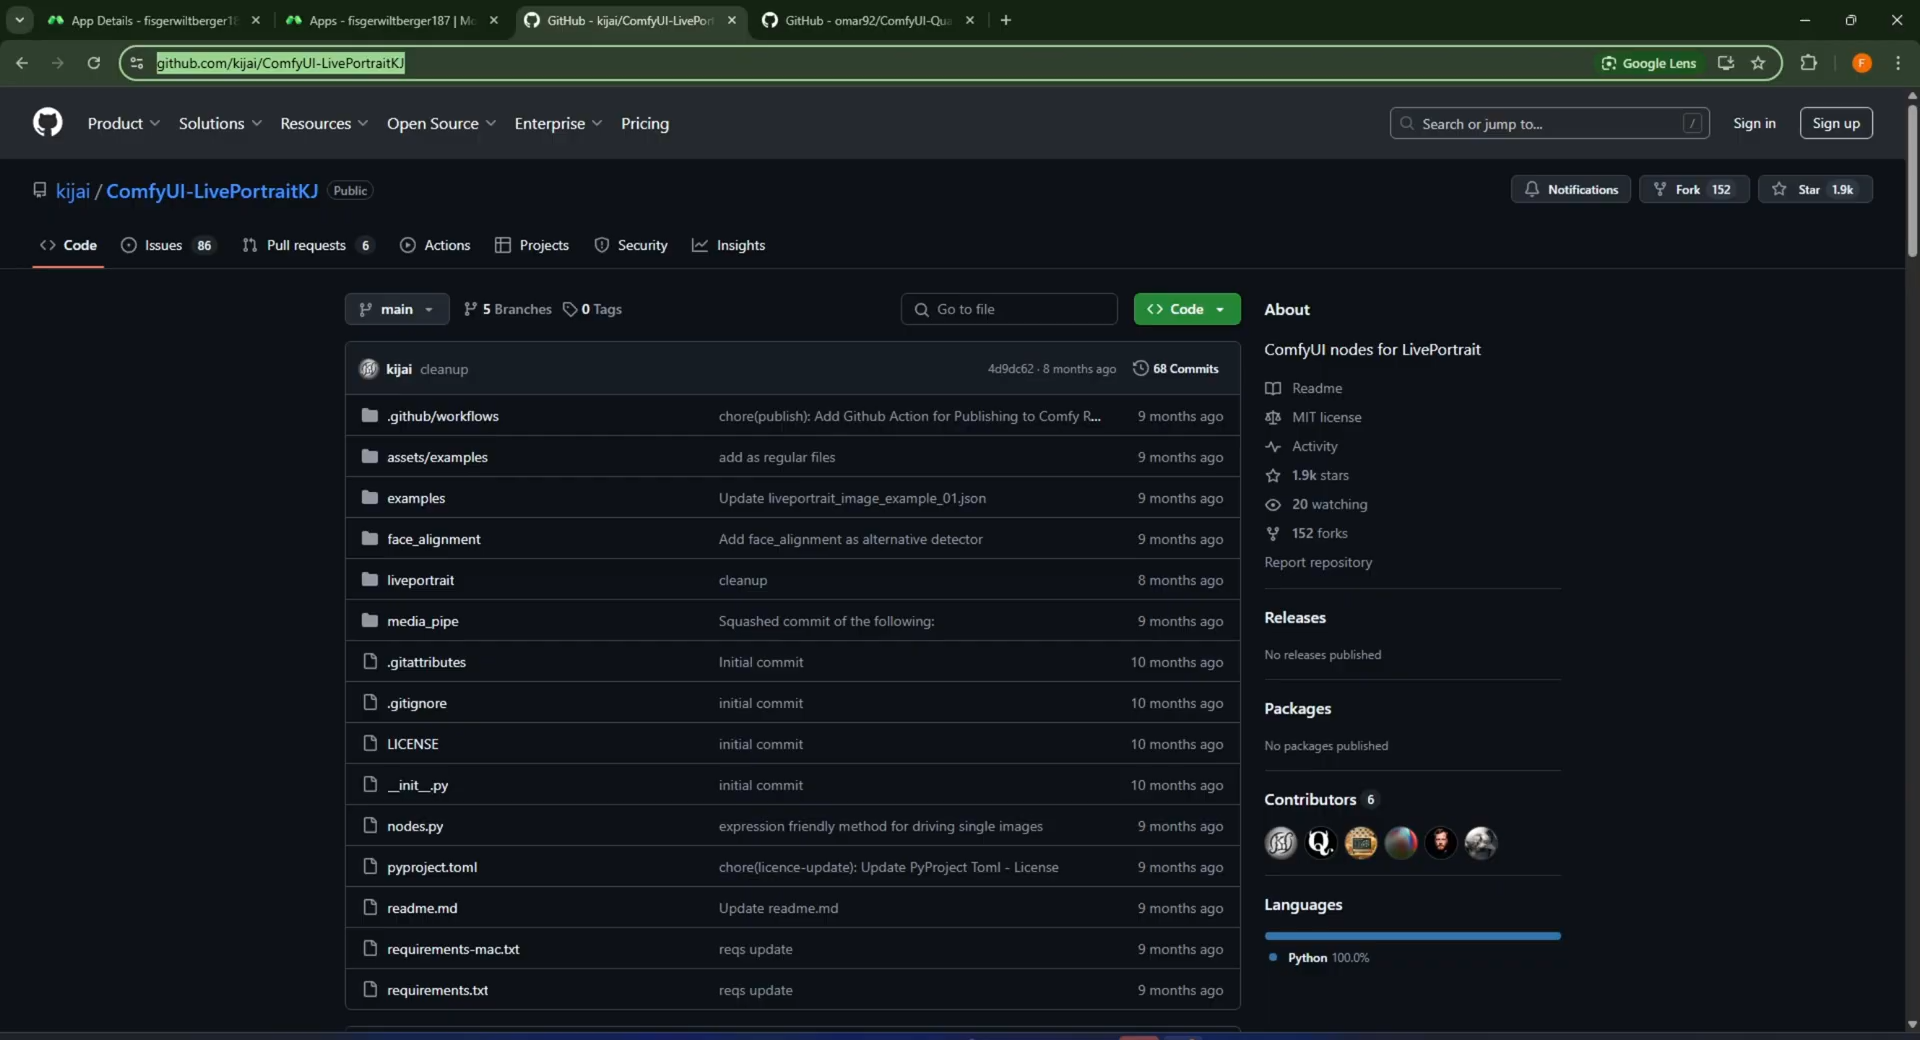 App Details - fisgerwiltberger18
Apps - fisgerwiltberger187 | Mo
GitHub - kijai/ComfyUI-LivePort
GitHub - omar92/ComfyUI-Qua
github.com/kijai/ComfyUI-LivePortraitKJ
Google Lens
F
Product
Solutions
Resources
Open Source
Enterprise
Pricing
Search or jump to...
/
Sign in
Sign up
kijai / ComfyUI-LivePortraitKJ
Public
Notifications
Fork 152
Star 1.9k
Code
Issues 86
Pull requests 6
Actions
Projects
Security
Insights
main
5 Branches
0 Tags
Go to file
Code
kijai cleanup
4d9dc62 · 8 months ago
68 Commits
.github/workflows
chore(publish): Add Github Action for Publishing to Comfy R...
9 months ago
assets/examples
add as regular files
9 months ago
examples
Update liveportrait_image_example_01.json
9 months ago
face_alignment
Add face_alignment as alternative detector
9 months ago
liveportrait
cleanup
8 months ago
media_pipe
Squashed commit of the following:
9 months ago
.gitattributes
Initial commit
10 months ago
.gitignore
initial commit
10 months ago
LICENSE
initial commit
10 months ago
__init__.py
initial commit
10 months ago
nodes.py
expression friendly method for driving single images
9 months ago
pyproject.toml
chore(licence-update): Update PyProject Toml - License
9 months ago
readme.md
Update readme.md
9 months ago
requirements-mac.txt
reqs update
9 months ago
requirements.txt
reqs update
9 months ago
About
ComfyUI nodes for LivePortrait
Readme
MIT license
Activity
1.9k stars
20 watching
152 forks
Report repository
Releases
No releases published
Packages
No packages published
Contributors 6
Q.
Languages
Python 100.0%